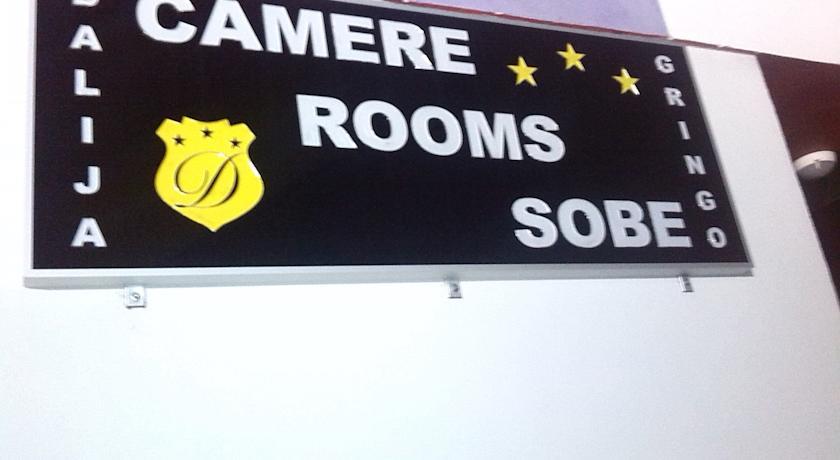 DALIJA
CAMERE
ROOMS
SOBE
GRINGO
D